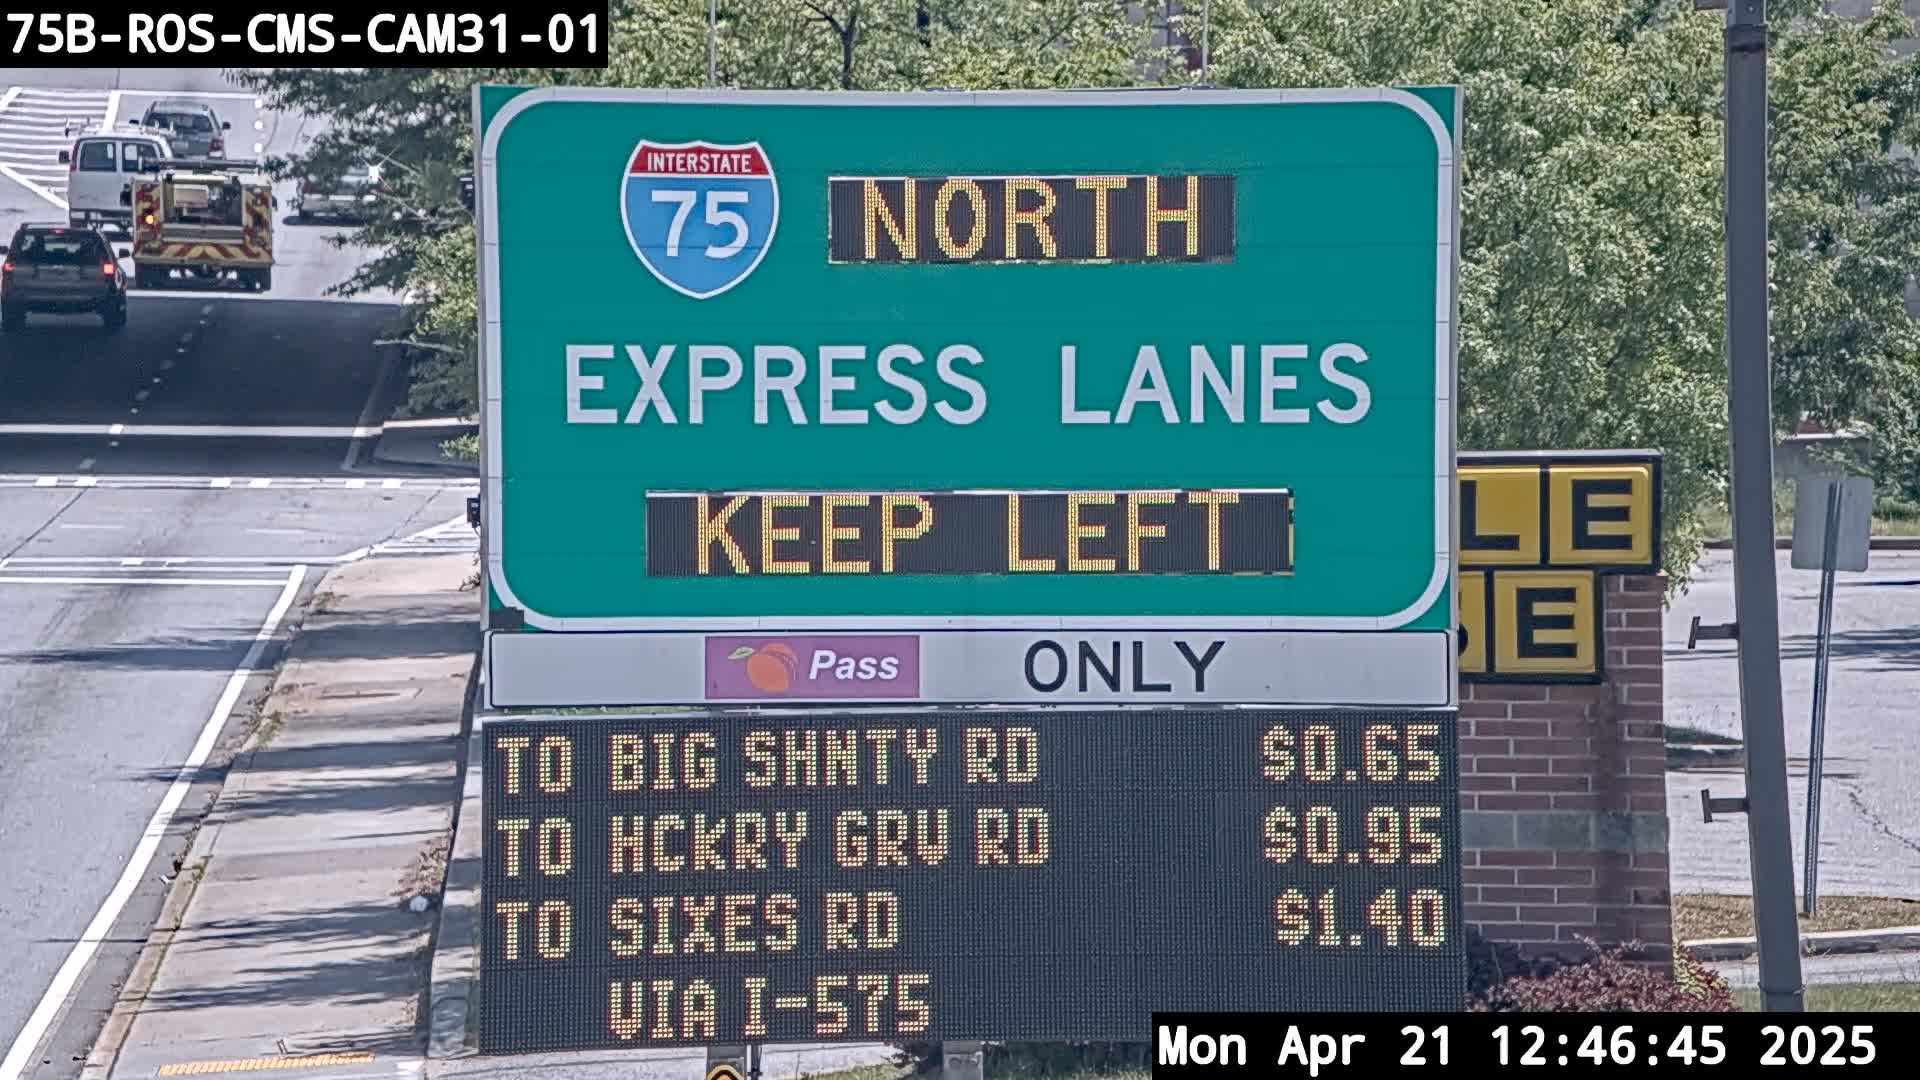 75B-ROS-CMS-CAM31-01
INTERSTATE
75
NORTH
EXPRESS LANES
KEEP LEFT
LE
E
Pass ONLY
TO BIG SHNTY RD $0.65
TO HCKRY GRV RD $0.95
TO SIXES RD $1.40
VIA I-575
Mon Apr 21 12:46:45 2025